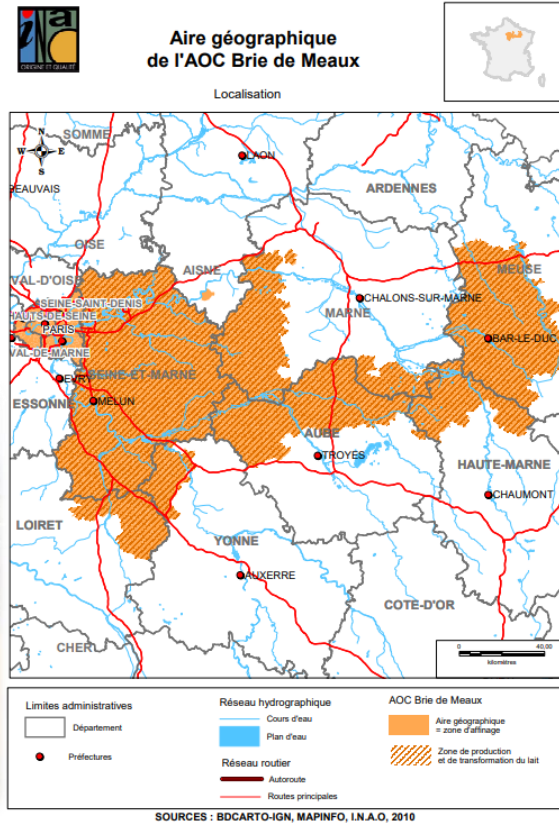 inao
ORIGINE ET QUALITÉ
Aire géographique
de l'AOC Brie de Meaux
Localisation
N
W E
S
SOMME
BEAUVAIS
LAON
ARDENNES
OISE
AISNE
MEUSE
VAL-D'OISE
SEINE SAINT-DENIS
HAUTS DE SEINE
PARIS
VAL-DE-MARNE
CHALONS-SUR-MARNE
MARNE
BAR-LE-DUC
EVRY
SEINE-ET-MARNE
ESSONNE
MELUN
AUBE
TROYES
HAUTE-MARNE
CHAUMONT
LOIRET
YONNE
AUXERRE
COTE-D'OR
CHER
0 40,00
kilomètres
Limites administratives
Département
Préfectures
Réseau hydrographique
Cours d'eau
Plan d'eau
Réseau routier
Autoroute
Routes principales
AOC Brie de Meaux
Aire géographique
= zone d'affinage
Zone de production
et de transformation du lait
SOURCES : BDCARTO-IGN, MAPINFO, I.N.A.O, 2010